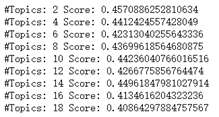 #Topics: 2 Score: 0.4570886252810634
#Topics: 4 Score: 0.4412424557428049
#Topics: 6 Score: 0.42313040255643336
#Topics: 8 Score: 0.43699618564680875
#Topics: 10 Score: 0.44236040766016516
#Topics: 12 Score: 0.4266775856764474
#Topics: 14 Score: 0.44961847981027914
#Topics: 16 Score: 0.4134616204323236
#Topics: 18 Score: 0.40864297884757567